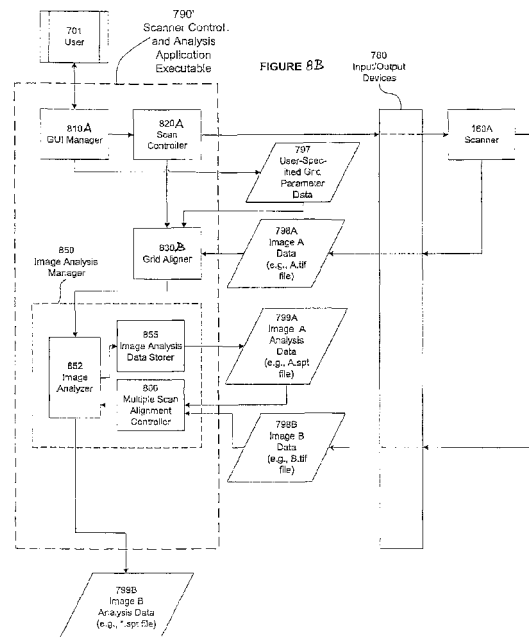 790'
Scanner Control
and Analysis
Application
Executable
701
User
FIGURE 8B
780
Input/Output
Devices
810A
GUI Manager
820A
Scan
Controller
160A
Scanner
797
User-Spec-
ified Grid
Parameter
Data
850
Image Analysis
Manager
830B
Grid Aligner
798A
Image A
Data
(e.g., A.tif
file)
855
Image Analysis
Data Storer
799A
Image A
Analysis
Data
(e.g., A.spt
file)
852
Image
Analyzer
856
Multiple Scan
Alignment
Controller
798B
Image B
Data
(e.g., B.tif
file)
799B
Image B
Analysis Data
(e.g., *.spt file)